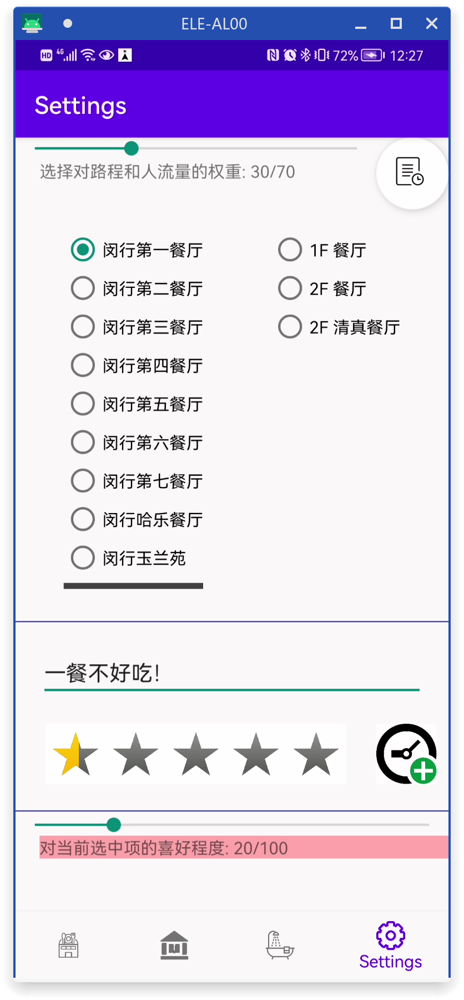 ELE-AL00
HD 4G 72% 12:27
Settings
选择对路程和人流量的权重: 30/70
闵行第一餐厅 1F 餐厅
闵行第二餐厅 2F 餐厅
闵行第三餐厅 2F 清真餐厅
闵行第四餐厅
闵行第五餐厅
闵行第六餐厅
闵行第七餐厅
闵行哈乐餐厅
闵行玉兰苑
一餐不好吃!
对当前选中项的喜好程度: 20/100
Settings